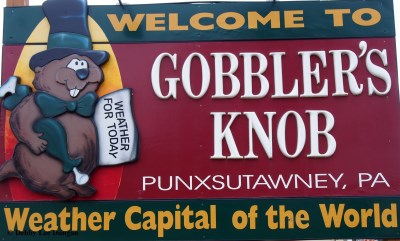 WELCOME TO
GOBBLER'S
KNOB
WEATHER
FOR TODAY
PUNXSUTAWNEY, PA
Weather Capital of the World